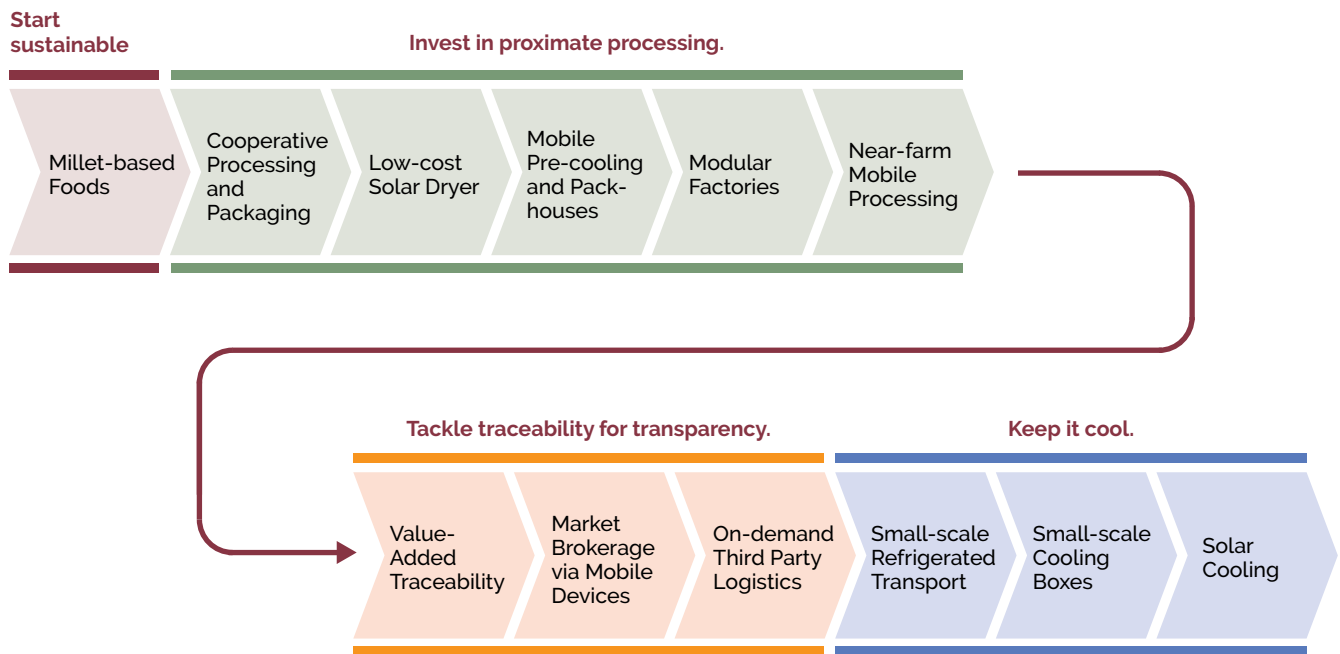 Start
sustainable
Invest in proximate processing.
Millet-based
Foods
Cooperative
Processing
and
Packaging
Low-cost
Solar Dryer
Mobile
Pre-cooling
and Pack-
houses
Modular
Factories
Near-farm
Mobile
Processing
Tackle traceability for transparency.
Keep it cool.
Value-
Added
Traceability
Market
Brokerage
via Mobile
Devices
On-demand
Third Party
Logistics
Small-scale
Refrigerated
Transport
Small-scale
Cooling
Boxes
Solar
Cooling